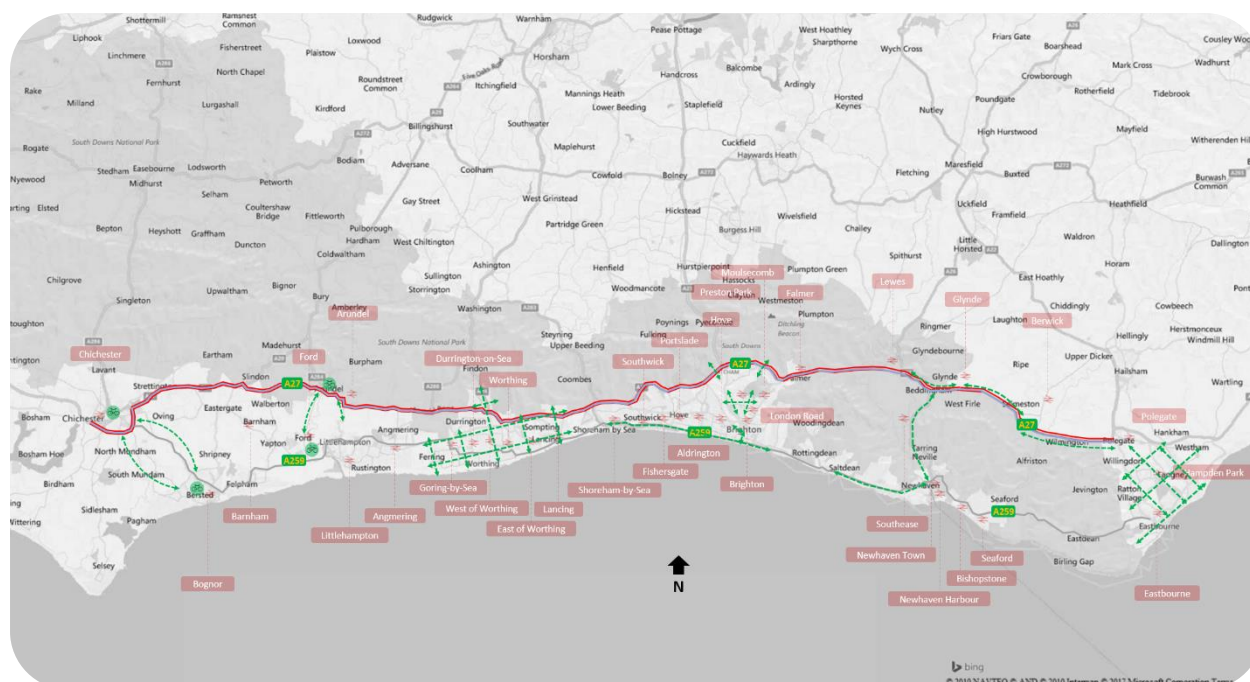 Shottermill
Ramsnest
Common
Rudgwick
Warnham
Pease Pottage
West Hoathley
Sharpthorne
Friars Gate
Cousley Woo
Liphook
Loxwood
Wych Cross
Boarshead
Wadhurst
Linchmere
Fisherstreet
Plaistow
Five Oaks Road
Horsham
Balcombe
Ardingly
Mark Cross
Fernhurst
North Chapel
Roundstreet
Common
Itchingfield
Handcross
Crowborough
Tidebrook
Rake
Mannings Heath
Lower Beeding
Staplefield
Horsted
Keynes
Poundgate
Rotherfield
Milland
Lurgashall
Kirdford
Southwater
Nutley
Mayfield
Billingshurst
Maplehurst
Cuckfield
High Hurstwood
Witherenden Hill
South Downs National Park
Haywards Heath
Rogate
Easebourne
Lodsworth
Bodiam
Adversane
Coolham
Cowfold
Bolney
Maresfield
Nyewood
Stedham
Midhurst
Petworth
Selham
West Grinstead
Fletching
Buxted
Burwash
Common
Gay Street
Hickstead
Uckfield
Framfield
Heathfield
Elsted
Coultershaw
Bridge
Fittleworth
Pulborough
Partridge Green
Wivelsfield
Chailey
Bepton
Heyshott
Graffham
Hardham
West Chiltington
Burgess Hill
Little
Horsted
Waldron
Duncton
Coldwaltham
East Hoathly
Horam
Dallington
Chilgrove
Bignor
Sullington
Storrington
Ashington
Henfield
Hurstpierpoint
Moulsecomb
Hassocks
Plumpton Green
Spithurst
Lewes
Singleton
Upwaltham
Bury
Amberley
Washington
Woodmancote
Preston Park
Westmeston
Falmer
Glynde
Chiddingly
Cowbeech
Arundel
Steyning
Poynings
Fulking
Hove
Plumpton
Ditchling
Beacon
Ringmer
Laughton
Berwick
Hellingly
Herstmonceux
Windmill Hill
Chichester
Lavant
Eartham
Madehurst
Ford
Burpham
South Downs National Park
Durrington-on-Sea
Findon
Upper Beeding
Portslade
South Downs
Glyndebourne
Ripe
Upper Dicker
Hailsham
Slindon
A27
Worthing
Coombes
Southwick
A27
Wartling
Bosham
Chichester
Oving
Eastergate
Walberton
Barnham
Angmering
Durrington
Sompting
Southwick
Hove
London Road
West Firle
A27
Polegate
Hankham
Bosham Hoe
North Mundham
Shripney
Yapton
Ford
Littlehampton
Lancing
Shoreham by Sea
A259
Brighton
Woodingdean
Wilmington
Polegate
Westham
South Mundam
A259
Rustington
Ferring
Worthing
Aldrington
Rottingdean
Tarring
Neville
Alfriston
Willingdon
Hampden Park
Birdham
Bersted
Felpham
Goring-by-Sea
Fishersgate
Saltdean
Jevington
Ratton
Village
Sidlesham
Pagham
Barnham
Angmering
West of Worthing
Lancing
Shoreham-by-Sea
Brighton
Newhaven
Seaford
A259
Littlehampton
East of Worthing
Southease
Eastbourne
Selsey
Newhaven Town
Seaford
Eastdean
Birling Gap
Bognor
N
Bishopstone
Newhaven Harbour
Eastbourne
bing